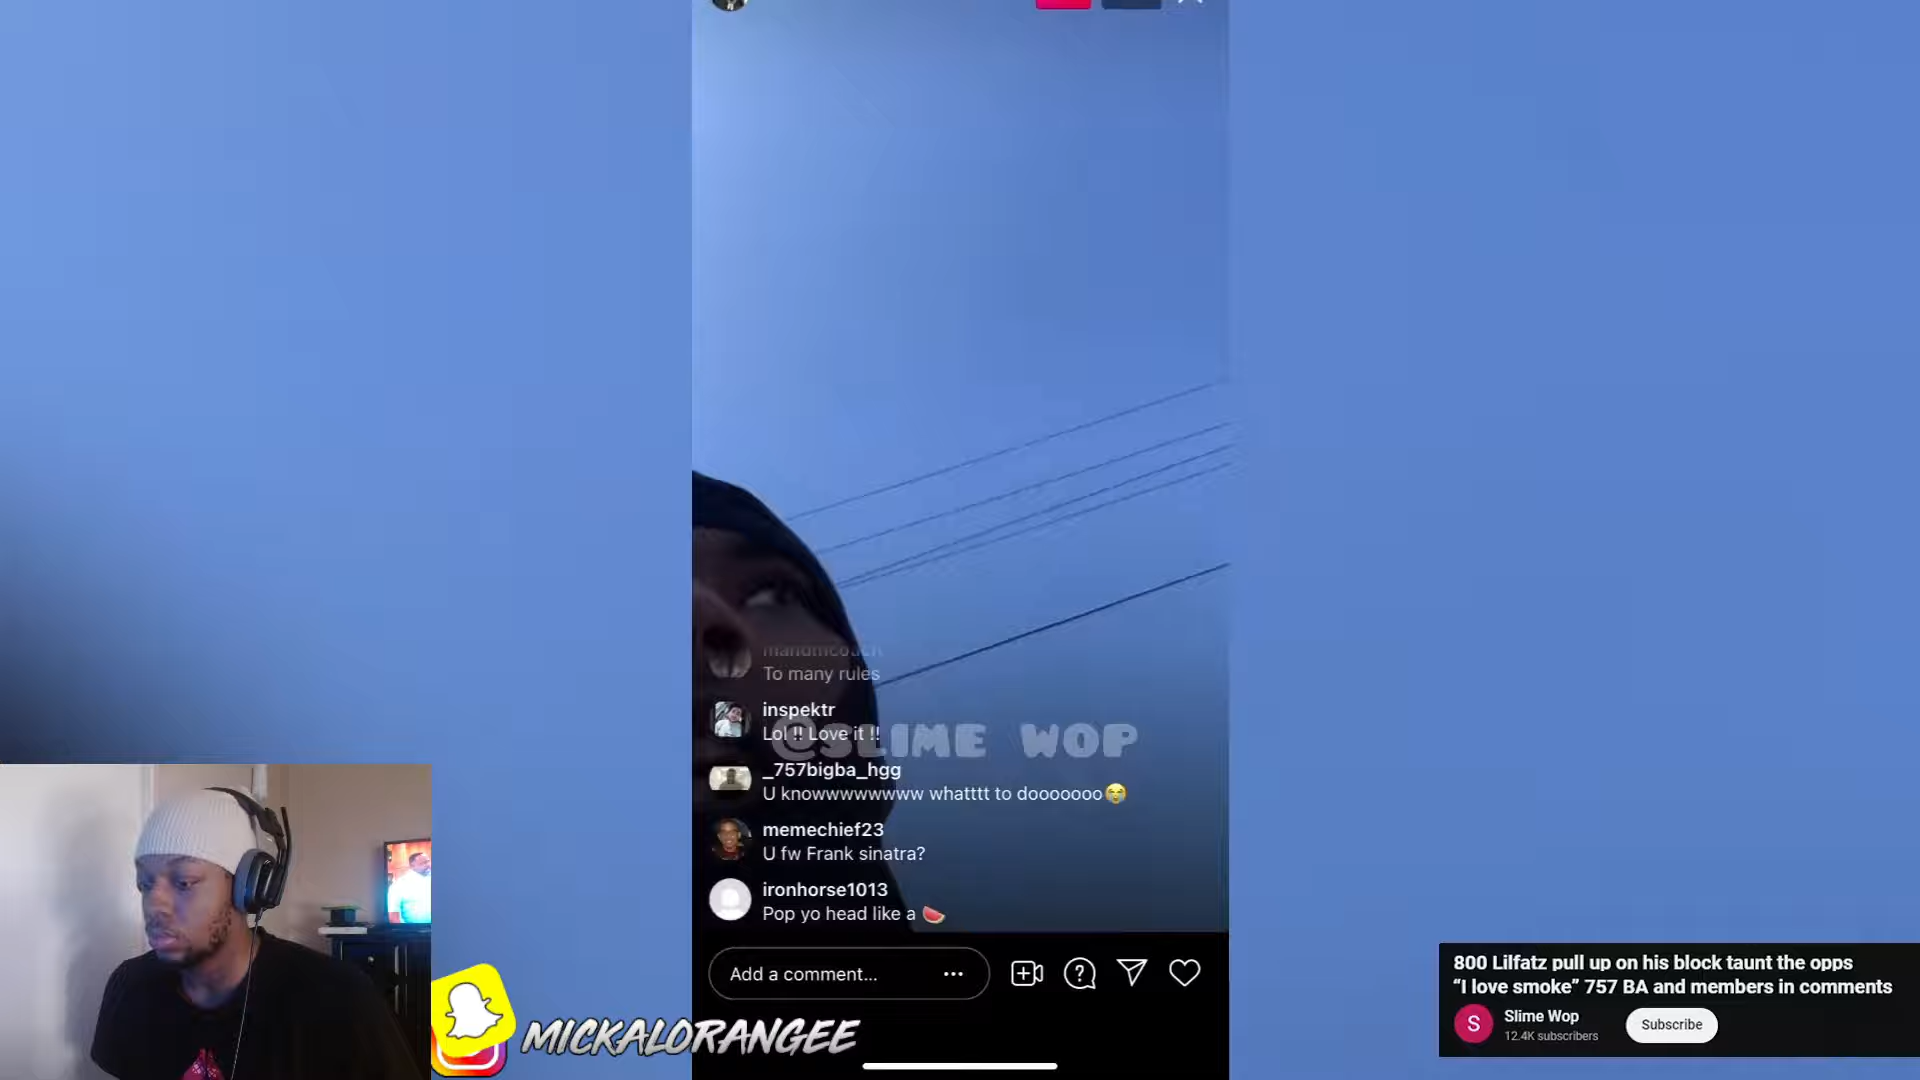 To many rules
inspektr
Lol !! Love it !!
@SLIME WOP
_757bigba_hgg
U knowwwwwwww whatttt to dooooooo😭
memechief23
U fw Frank sinatra?
ironhorse1013
Pop yo head like a 🍉
Add a comment...
MICKALORANGEE
800 Lilfatz pull up on his block taunt the opps
“I love smoke” 757 BA and members in comments
S
Slime Wop
12.4K subscribers
Subscribe